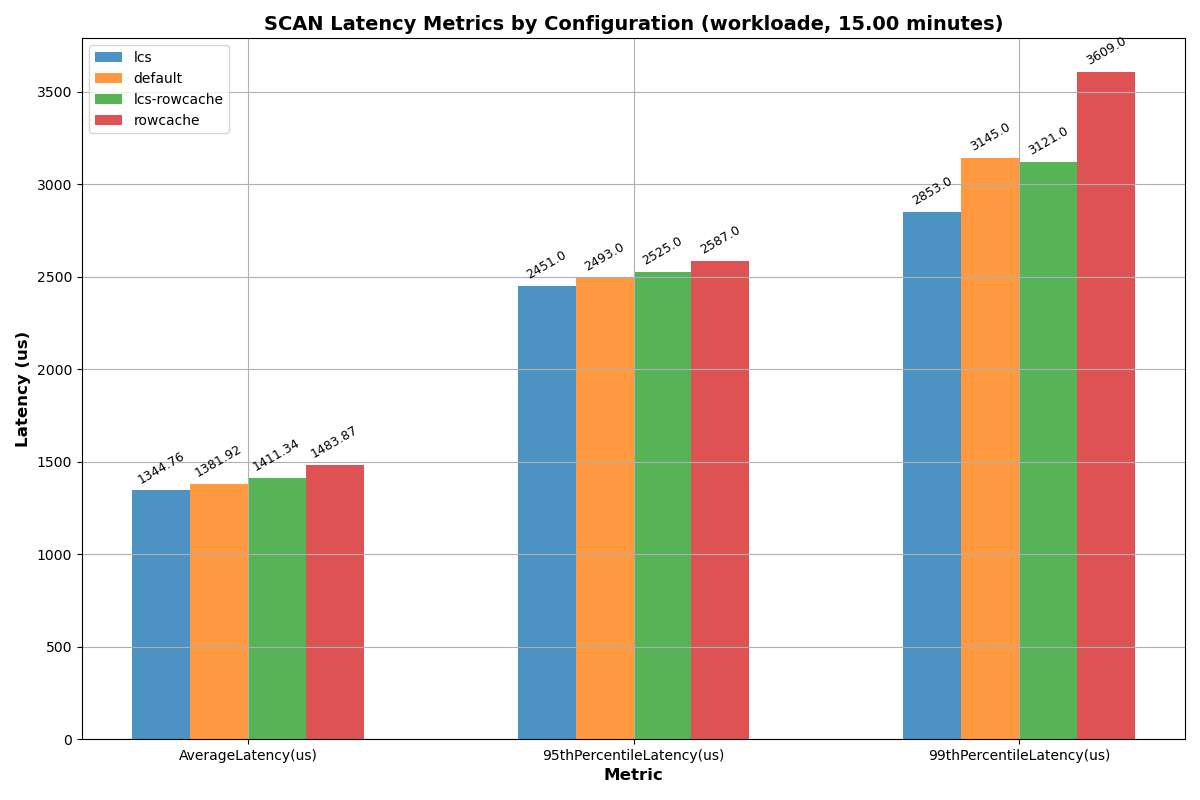 SCAN Latency Metrics by Configuration (workloade, 15.00 minutes)
lcs
default
lcs-rowcache
rowcache
Latency (us)
3500
3000
2500
2000
1500
1000
500
0
1344.76
1381.92
1411.34
1483.87
2451.0
2493.0
2525.0
2587.0
2853.0
3145.0
3121.0
3609.0
AverageLatency(us)
95thPercentileLatency(us)
99thPercentileLatency(us)
Metric